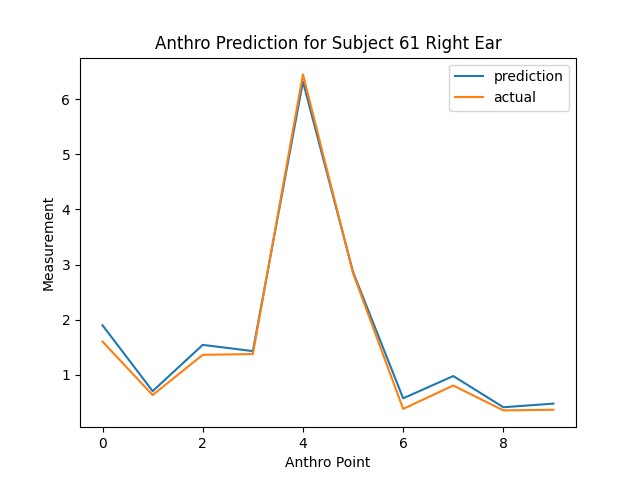 Anthro Prediction for Subject 61 Right Ear
prediction
actual
Measurement
6
5
4
3
2
1
0 2 4 6 8
Anthro Point